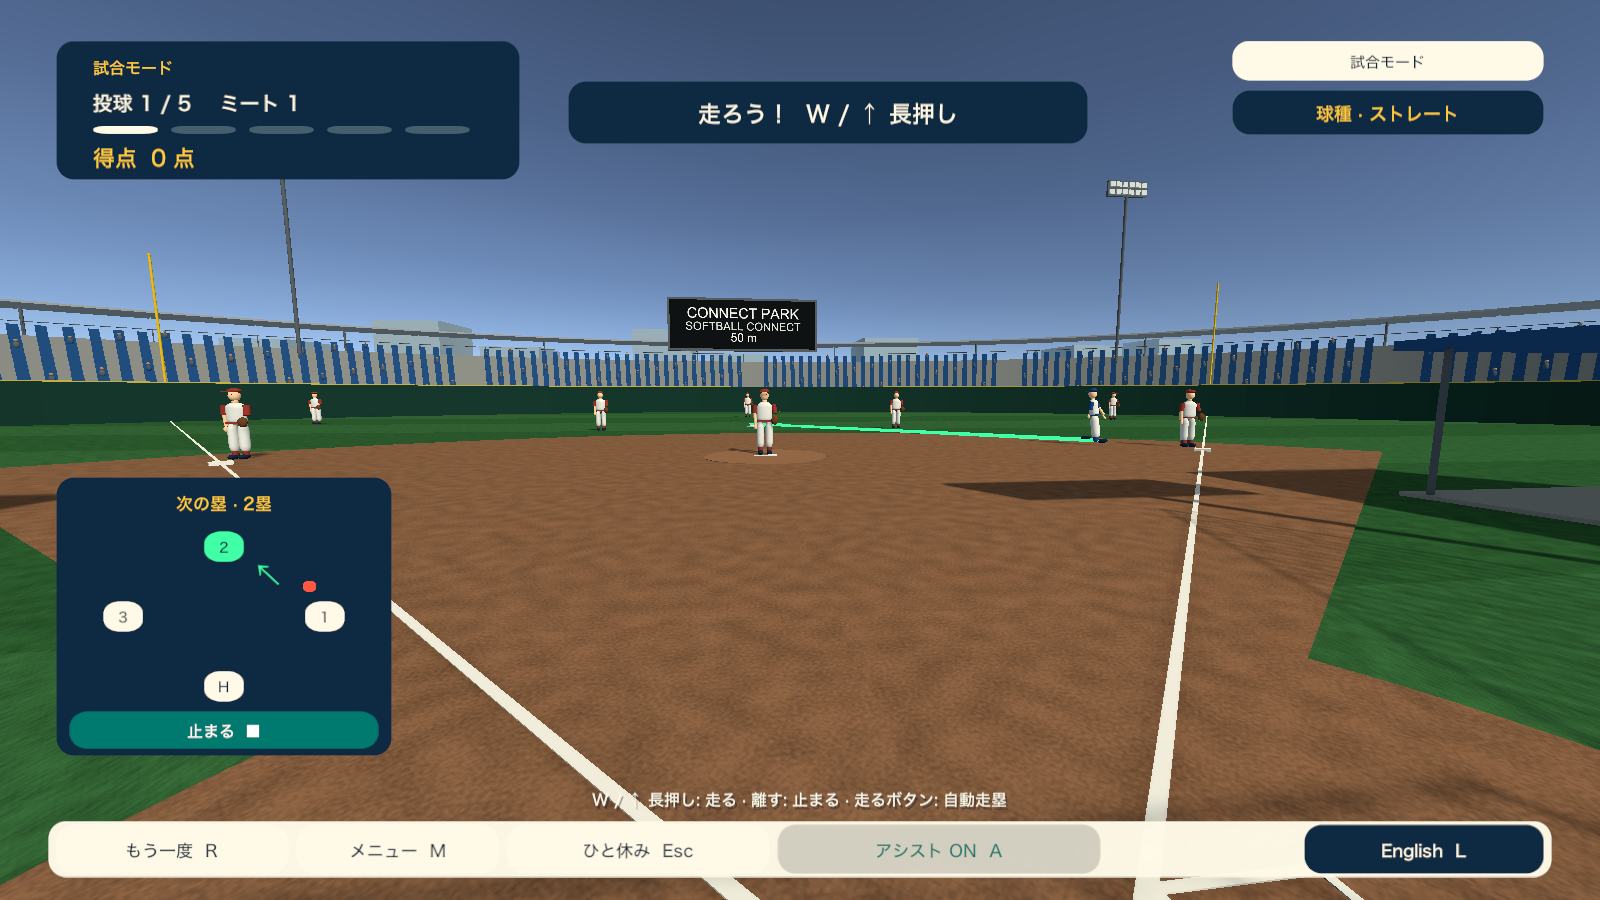 試合モード
投球 1 / 5 ミート 1
得点 0 点
走ろう！ W / ↑ 長押し
試合モード
球種・ストレート
CONNECT PARK
SOFTBALL CONNECT
50 m
次の塁・2塁
2
3
1
H
止まる ■
W / ↑ 長押し: 走る・離す: 止まる・走るボタン: 自動走塁
もう一度 R
メニュー M
ひと休み Esc
アシスト ON A
English L